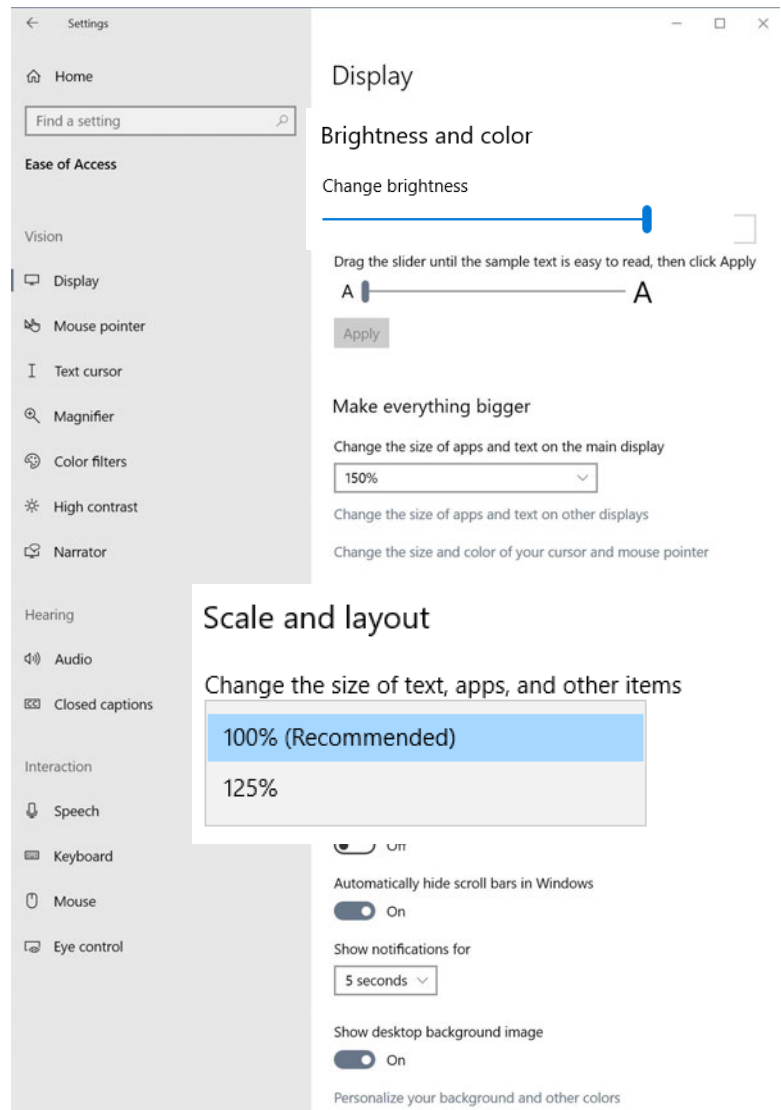 Settings
Home
Find a setting
Ease of Access
Vision
Display
Mouse pointer
Text cursor
Magnifier
Color filters
High contrast
Narrator
Hearing
Audio
Closed captions
Interaction
Speech
Keyboard
Mouse
Eye control
Display
Brightness and color
Change brightness
Drag the slider until the sample text is easy to read, then click Apply
A A
Apply
Make everything bigger
Change the size of apps and text on the main display
150%
Change the size of apps and text on other displays
Change the size and color of your cursor and mouse pointer
Scale and layout
Change the size of text, apps, and other items
100% (Recommended)
125%
Off
Automatically hide scroll bars in Windows
On
Show notifications for
5 seconds
Show desktop background image
On
Personalize your background and other colors